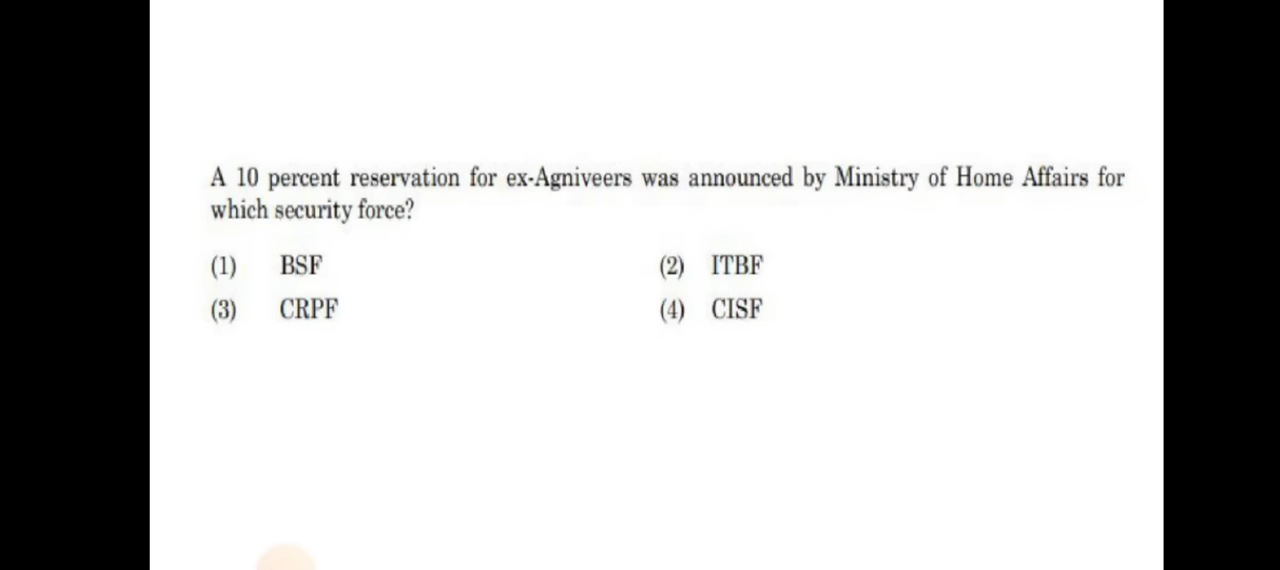 A 10 percent reservation for ex-Agniveers was announced by Ministry of Home Affairs for
which security force?
(1) BSF (2) ITBF
(3) CRPF (4) CISF